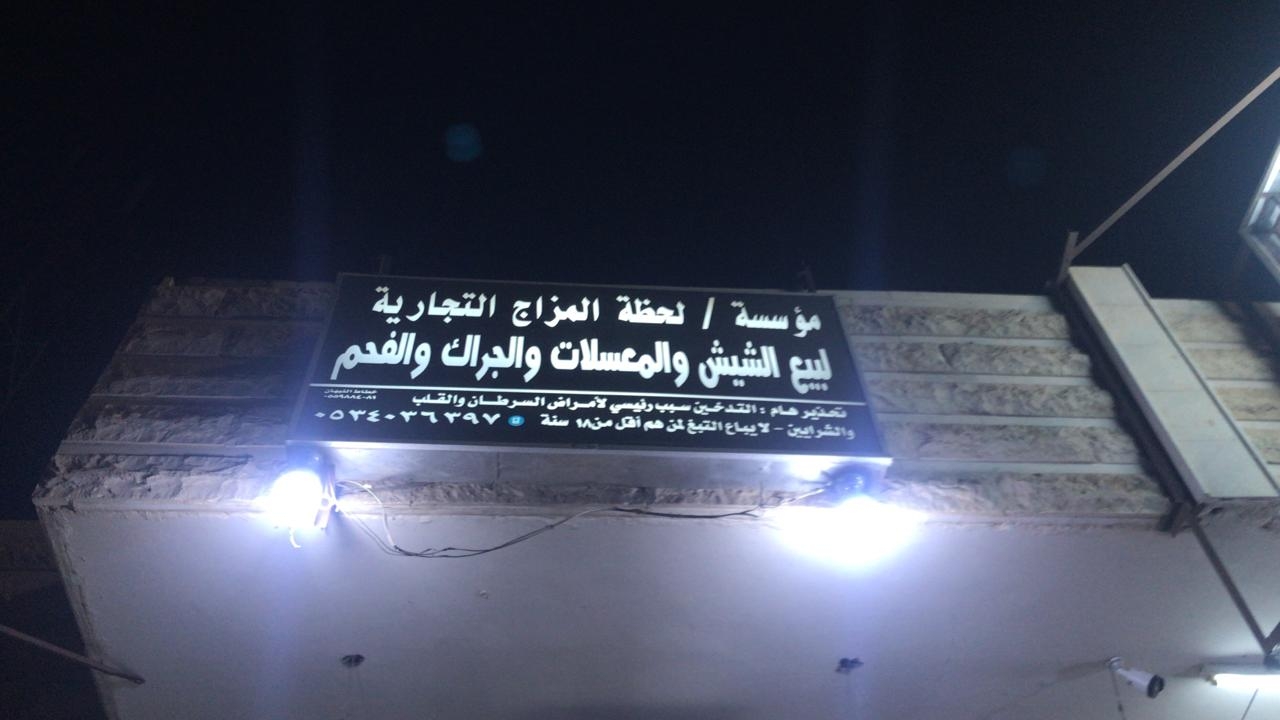 مؤسسة / لحظة المزاج التجارية
لبيع الشيش والمعسلات والجراك والفحم
تحذير هام : التدخين سبب رئيسي لأمراض السرطان والقلب
والشرايين - لا يباع التبغ لمن هم أقل من ١٨ سنة ٠٥٣٤٠٣٦٣٩٧